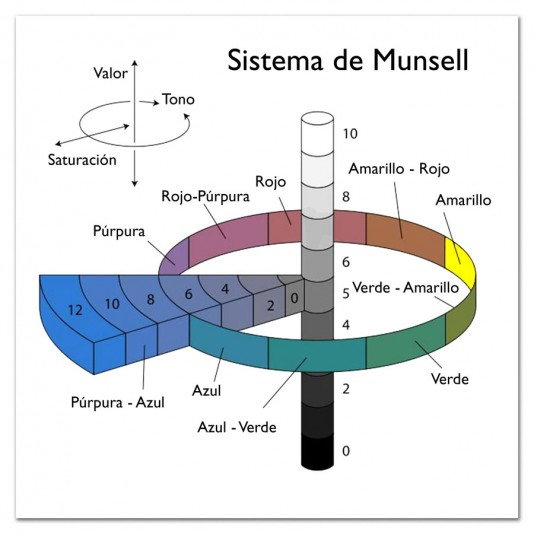 Sistema de Munsell
Valor
Tono
Saturación
10
8
6
5
4
2
0
Rojo
Rojo-Púrpura
Púrpura
Amarillo - Rojo
Amarillo
Verde - Amarillo
12
10
8
6
4
2
0
Púrpura - Azul
Azul
Azul - Verde
Verde